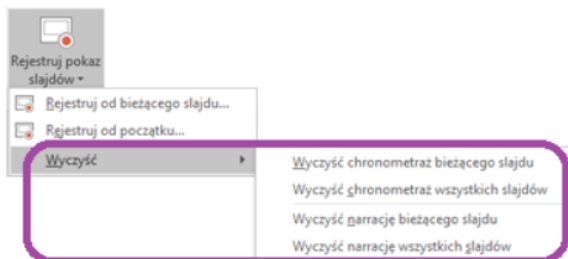 Rejestruj pokaz
slajdów
Rejestruj od bieżącego slajdu...
Rejestruj od początku...
Wyczyść
Wyczyść chronometraż bieżącego slajdu
Wyczyść chronometraż wszystkich slajdów
Wyczyść narrację bieżącego slajdu
Wyczyść narrację wszystkich slajdów